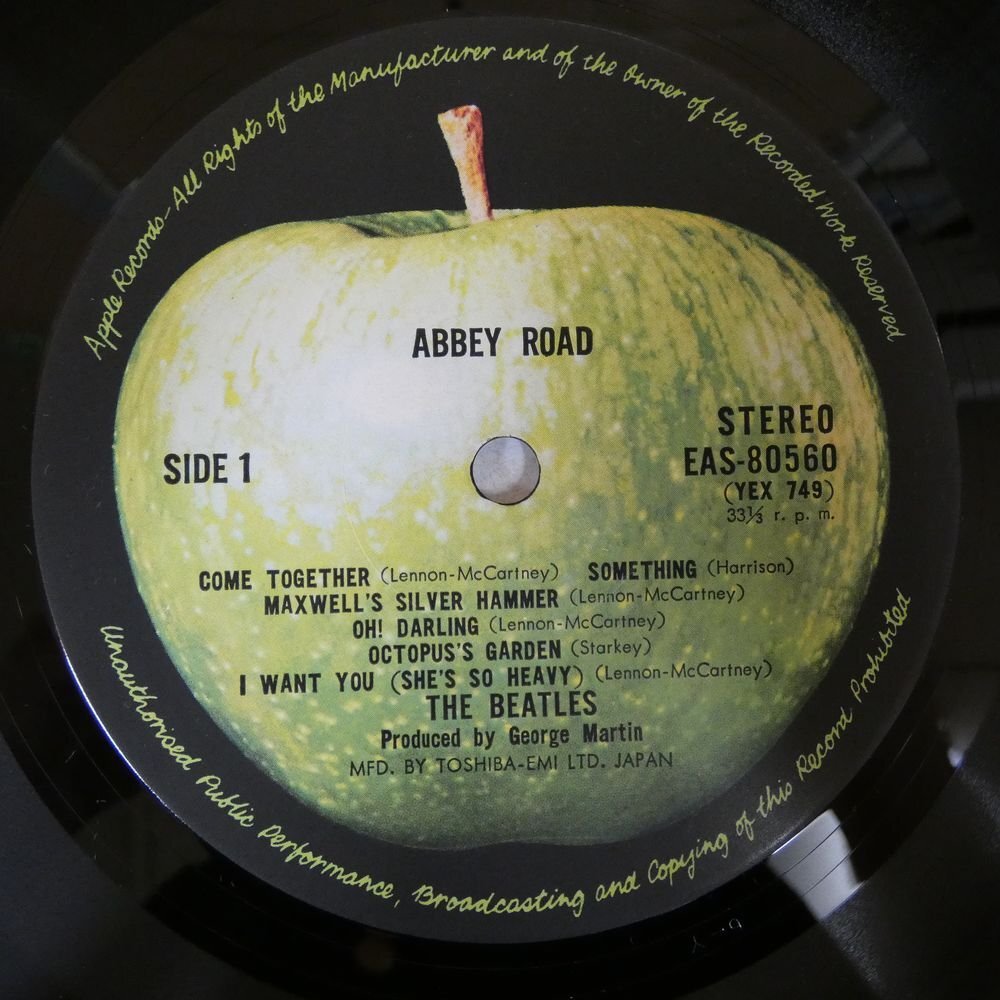 Apple Records—All Rights of the Manufacturer and of the Owner of the Recorded Work Reserved
ABBEY ROAD
SIDE 1
STEREO
EAS-80560
(YEX 749)
33⅓ r. p. m.
COME TOGETHER (Lennon-McCartney) SOMETHING (Harrison)
MAXWELL'S SILVER HAMMER (Lennon-McCartney)
OH! DARLING (Lennon-McCartney)
OCTOPUS'S GARDEN (Starkey)
I WANT YOU (SHE'S SO HEAVY) (Lennon-McCartney)
THE BEATLES
Produced by George Martin
MFD. BY TOSHIBA-EMI LTD. JAPAN
Unauthorised Public Performance, Broadcasting and Copying of this Record Prohibited